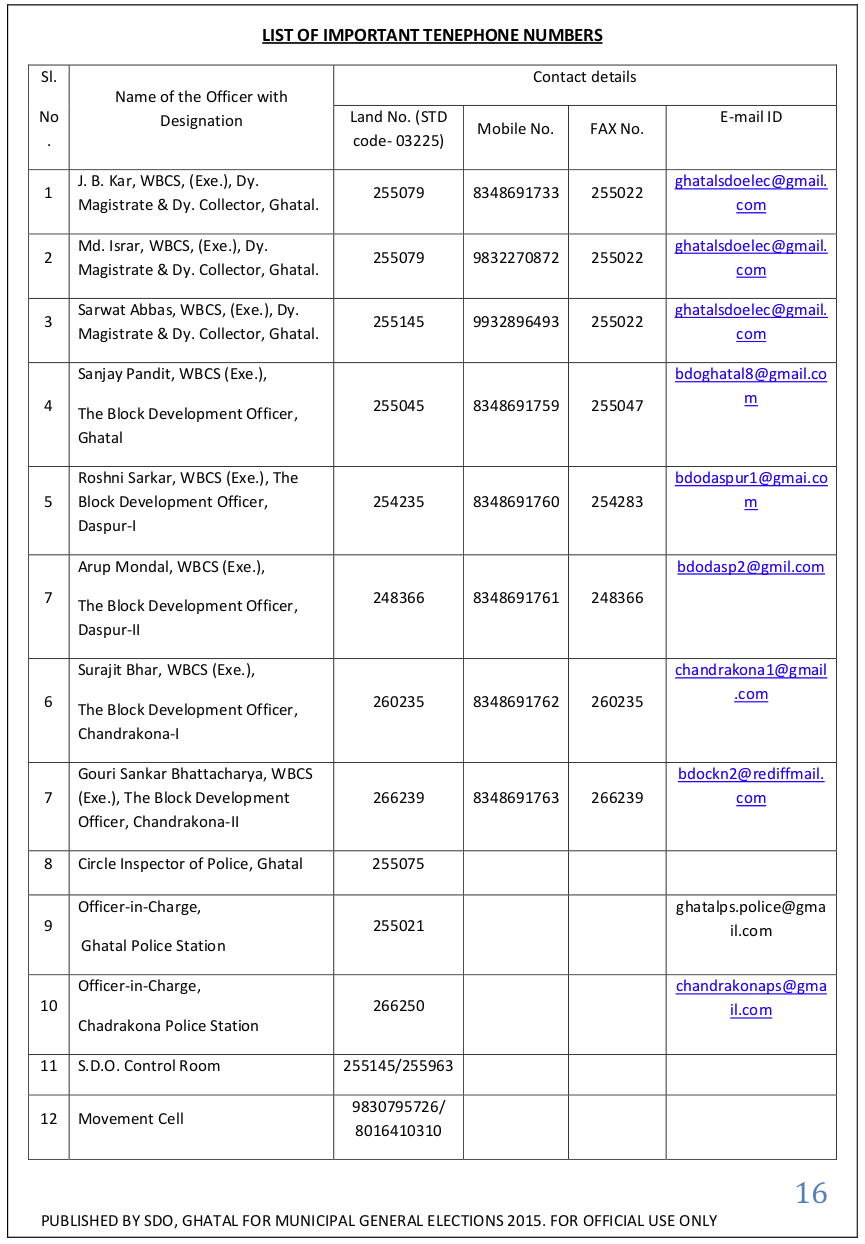 LIST OF IMPORTANT TENEPHONE NUMBERS
Sl.
No
.
Name of the Officer with
Designation
Contact details
Land No. (STD
code- 03225)
Mobile No.
FAX No.
E-mail ID
1
J. B. Kar, WBCS, (Exe.), Dy.
Magistrate & Dy. Collector, Ghatal.
255079
8348691733
255022
ghatalsdoelec@gmail.
com
2
Md. Israr, WBCS, (Exe.), Dy.
Magistrate & Dy. Collector, Ghatal.
255079
9832270872
255022
ghatalsdoelec@gmail.
com
3
Sarwat Abbas, WBCS, (Exe.), Dy.
Magistrate & Dy. Collector, Ghatal.
255145
9932896493
255022
ghatalsdoelec@gmail.
com
4
Sanjay Pandit, WBCS (Exe.),
The Block Development Officer,
Ghatal
255045
8348691759
255047
bdoghatal8@gmail.co
m
5
Roshni Sarkar, WBCS (Exe.), The
Block Development Officer,
Daspur-I
254235
8348691760
254283
bdodaspur1@gmai.co
m
7
Arup Mondal, WBCS (Exe.),
The Block Development Officer,
Daspur-II
248366
8348691761
248366
bdodasp2@gmil.com
6
Surajit Bhar, WBCS (Exe.),
The Block Development Officer,
Chandrakona-I
260235
8348691762
260235
chandrakona1@gmail
.com
7
Gouri Sankar Bhattacharya, WBCS
(Exe.), The Block Development
Officer, Chandrakona-II
266239
8348691763
266239
bdockn2@rediffmail.
com
8
Circle Inspector of Police, Ghatal
255075
9
Officer-in-Charge,
Ghatal Police Station
255021
ghatalps.police@gma
il.com
10
Officer-in-Charge,
Chadrakona Police Station
266250
chandrakonaps@gma
il.com
11
S.D.O. Control Room
255145/255963
12
Movement Cell
9830795726/
8016410310
16
PUBLISHED BY SDO, GHATAL FOR MUNICIPAL GENERAL ELECTIONS 2015. FOR OFFICIAL USE ONLY